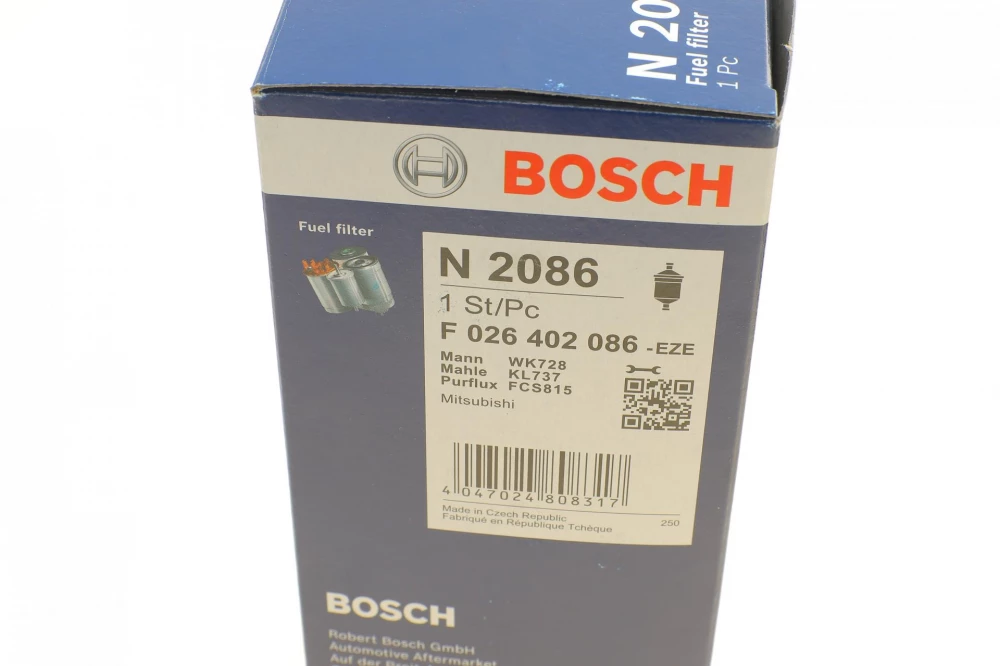 N 20
Fuel filter
1 Pc
BOSCH
Fuel filter
N 2086
1 St/Pc
F 026 402 086 -EZE
Mann WK728
Mahle KL737
Purflux FCS815
Mitsubishi
4 047024 808317
Made in Czech Republic
Fabriqué en République Tchèque
250
BOSCH
Robert Bosch GmbH
Automotive Aftermarket
Auf der